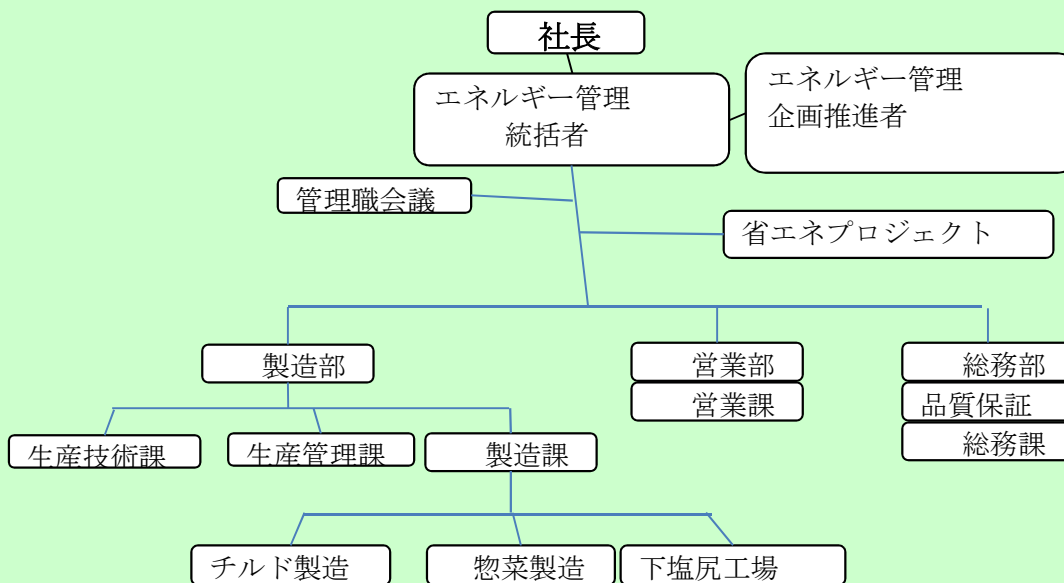 社長
エネルギー管理
統括者
エネルギー管理
企画推進者
管理職会議
省エネプロジェクト
製造部
営業部
総務部
営業課
品質保証
総務課
生産技術課
生産管理課
製造課
チルド製造
惣菜製造
下塩尻工場